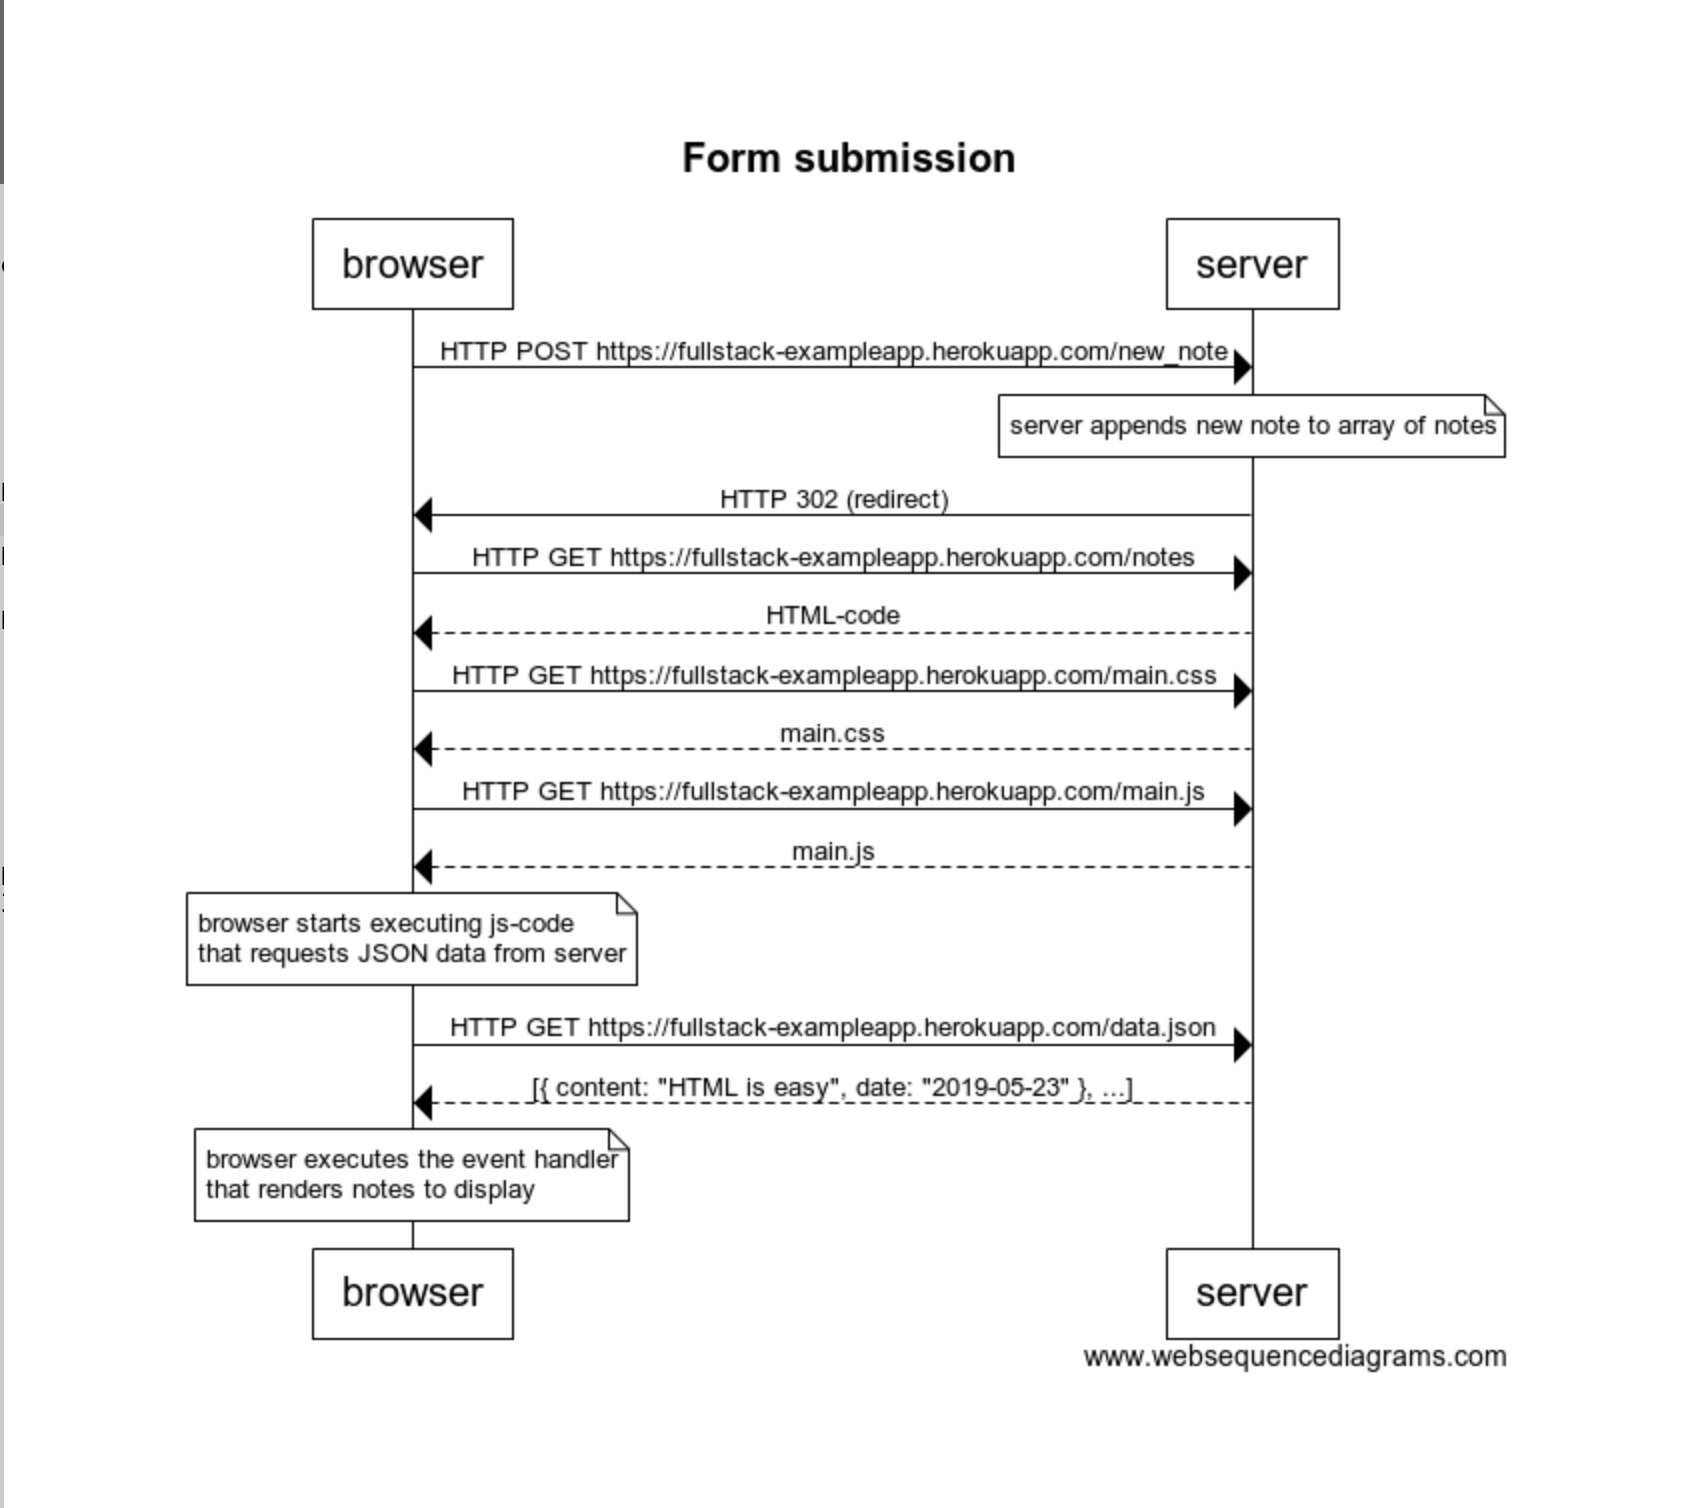 Form submission
browser
server
HTTP POST https://fullstack-exampleapp.herokuapp.com/new_note
server appends new note to array of notes
HTTP 302 (redirect)
HTTP GET https://fullstack-exampleapp.herokuapp.com/notes
HTML-code
HTTP GET https://fullstack-exampleapp.herokuapp.com/main.css
main.css
HTTP GET https://fullstack-exampleapp.herokuapp.com/main.js
main.js
browser starts executing js-code
that requests JSON data from server
HTTP GET https://fullstack-exampleapp.herokuapp.com/data.json
[{ content: "HTML is easy", date: "2019-05-23" }, ...]
browser executes the event handler
that renders notes to display
browser
server
www.websequencediagrams.com